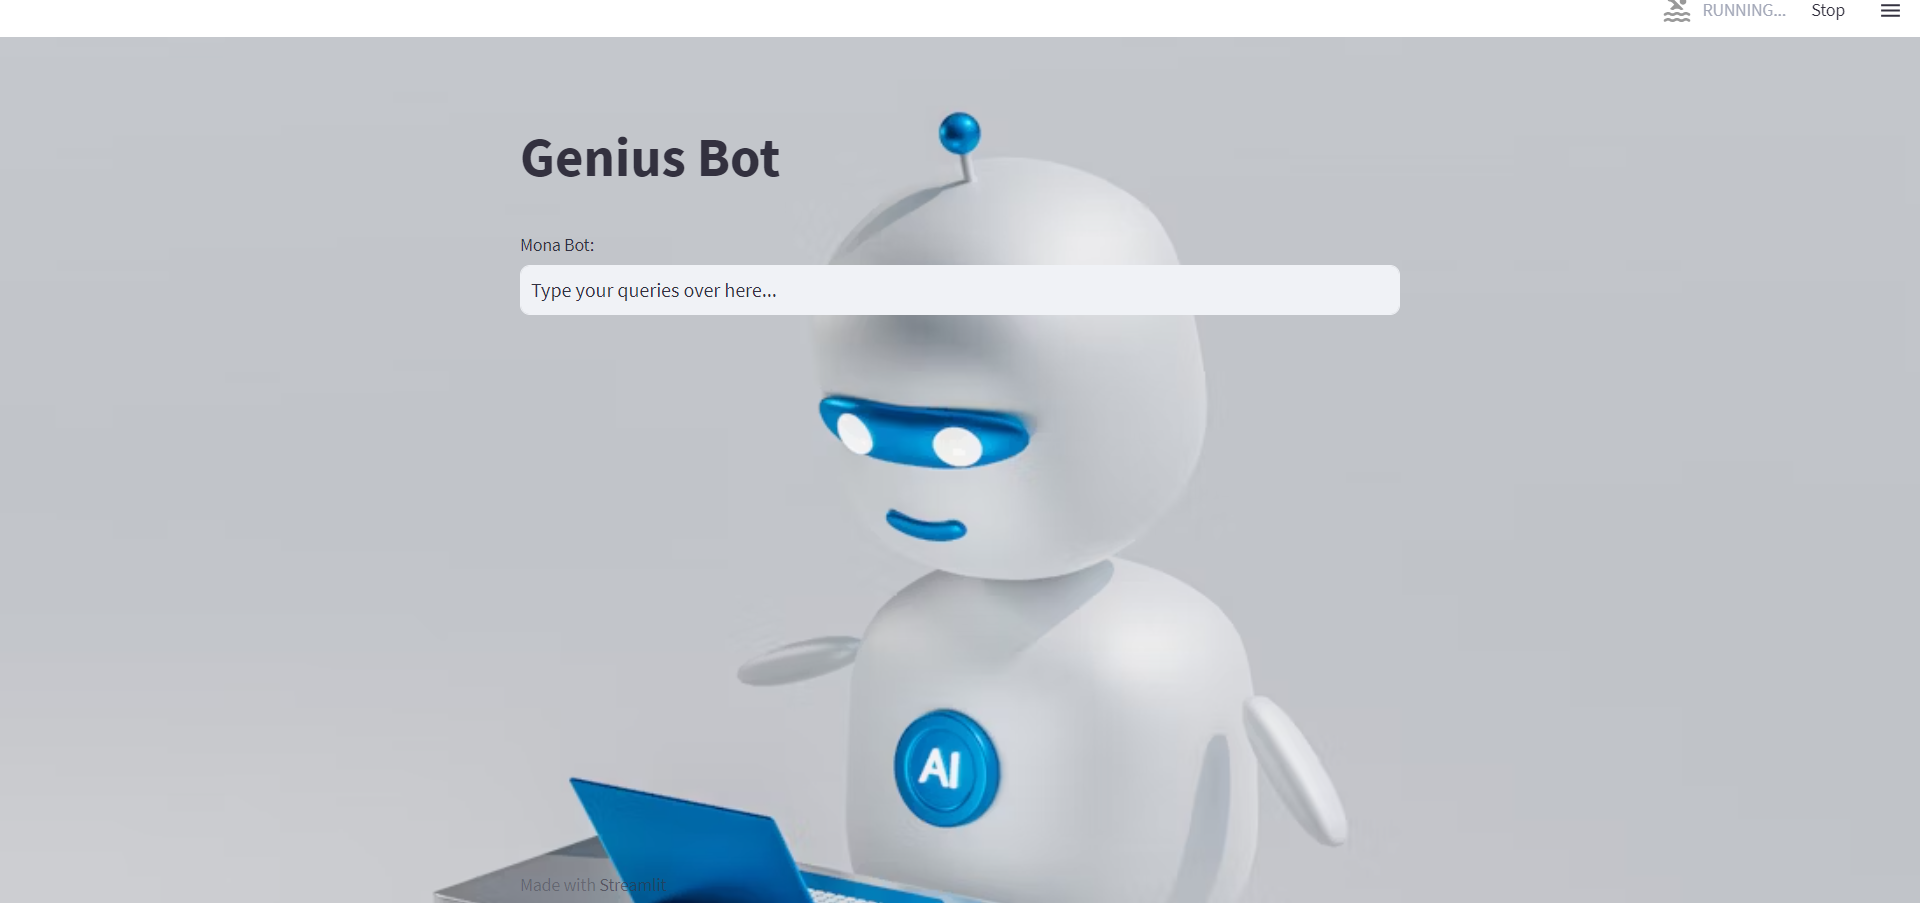 RUNNING... Stop
Genius Bot
Mona Bot:
Type your queries over here...
AI
Made with Streamlit